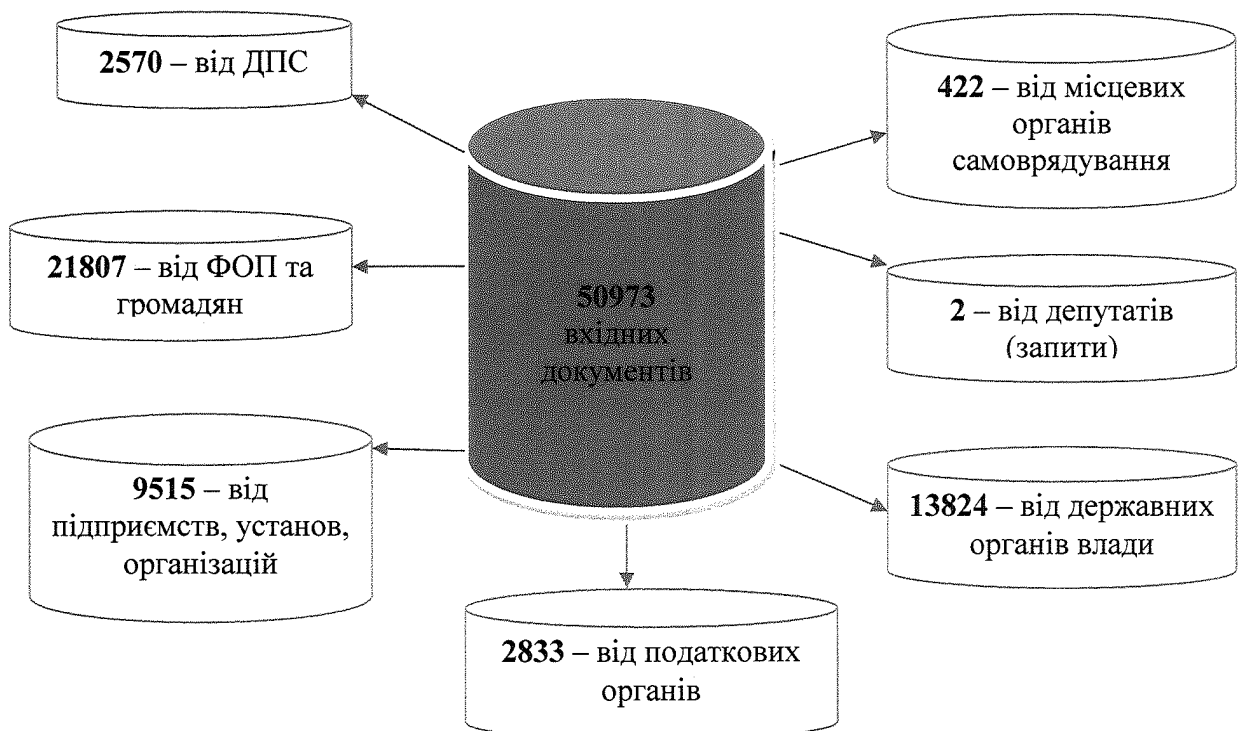 2570 – від ДПС
422 – від місцевих
органів
самоврядування
21807 – від ФОП та
громадян
50973
вхідних
документів
2 – від депутатів
(запити)
9515 – від
підприємств, установ,
організацій
13824 – від державних
органів влади
2833 – від податкових
органів